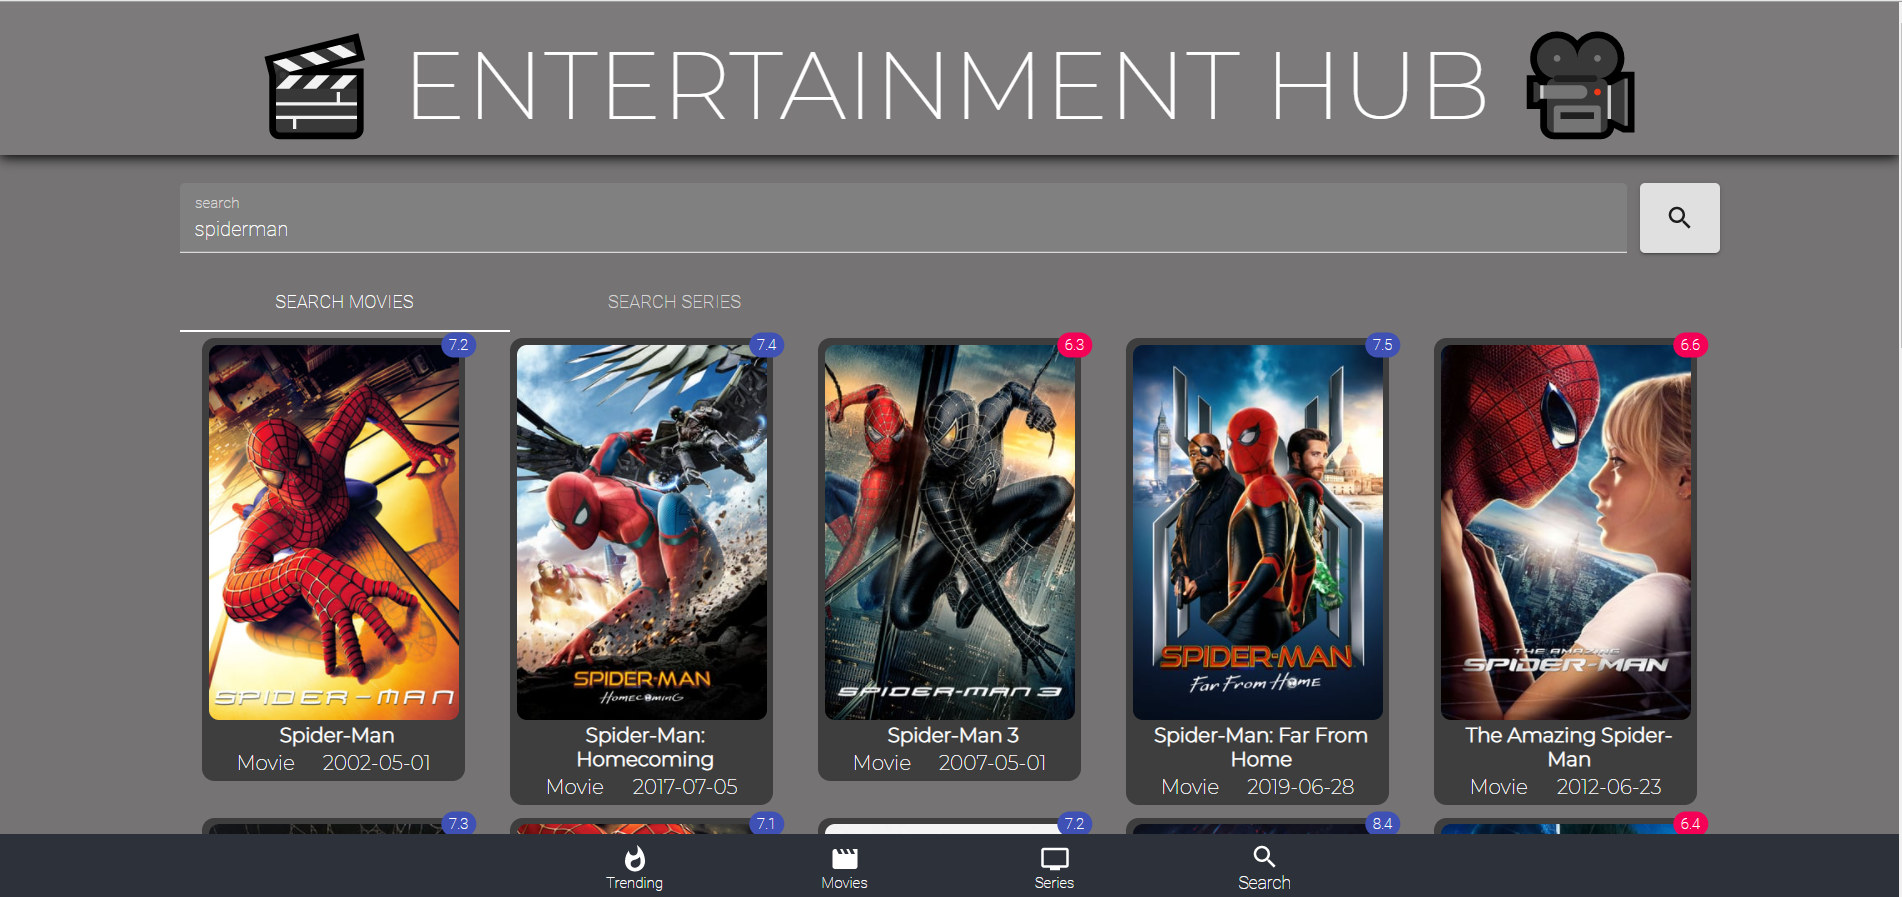 ENTERTAINMENT HUB
search
spiderman
SEARCH MOVIES
SEARCH SERIES
7.2
7.4
6.3
7.5
6.6
SPIDER-MAN
SPIDER-MAN
Homecoming
SPIDER-MAN 3
SPIDER-MAN
Far From Home
THE AMAZING
SPIDER-MAN
Spider-Man
Movie 2002-05-01
Spider-Man:
Homecoming
Movie 2017-07-05
Spider-Man 3
Movie 2007-05-01
Spider-Man: Far From
Home
Movie 2019-06-28
The Amazing Spider-
Man
Movie 2012-06-23
7.3
7.1
7.2
8.4
6.4
Trending
Movies
Series
Search